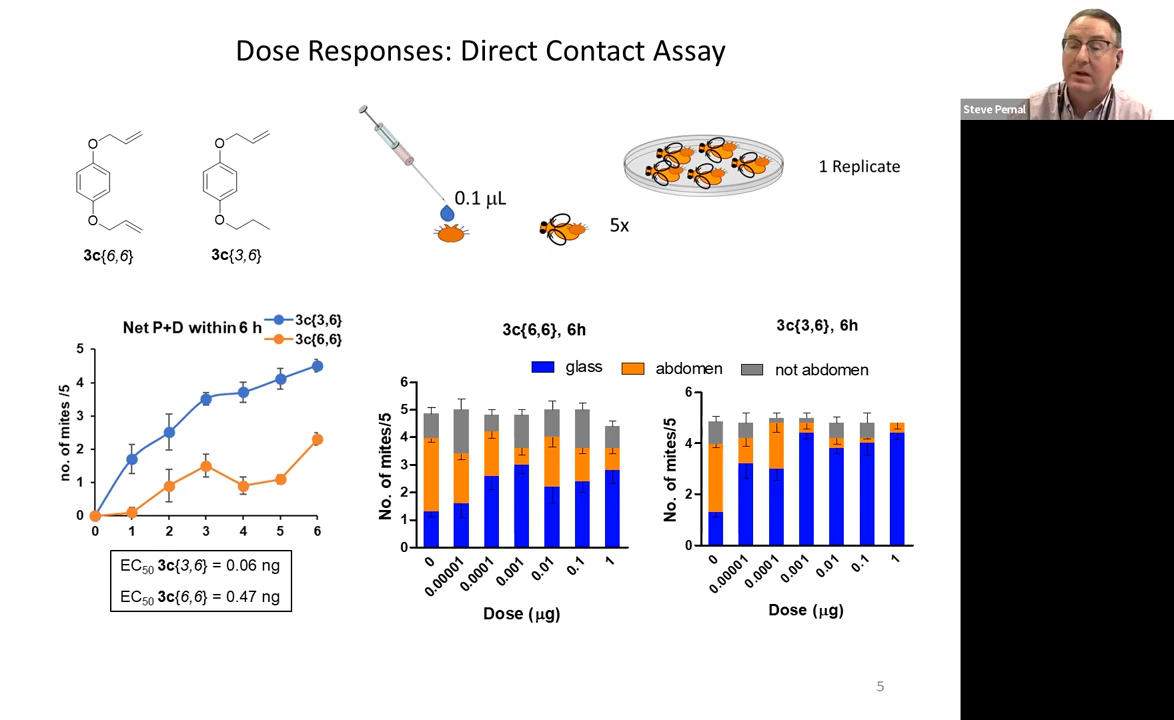 Dose Responses: Direct Contact Assay
Steve Pernal
O
O
3c{6,6}
O
O
3c{3,6}
0.1 μL
5x
1 Replicate
Net P+D within 6 h
3c{3,6}
3c{6,6}
no. of mites /5
5
4
3
2
1
0
0 1 2 3 4 5 6
EC50 3c{3,6} = 0.06 ng
EC50 3c{6,6} = 0.47 ng
3c{6,6}, 6h
3c{3,6}, 6h
glass abdomen not abdomen
No. of mites/5
6
5
4
3
2
1
0
0 0.00001 0.0001 0.001 0.01 0.1 1
Dose (μg)
No. of mites/5
6
4
2
0
0 0.00001 0.0001 0.001 0.01 0.1 1
Dose (μg)
5